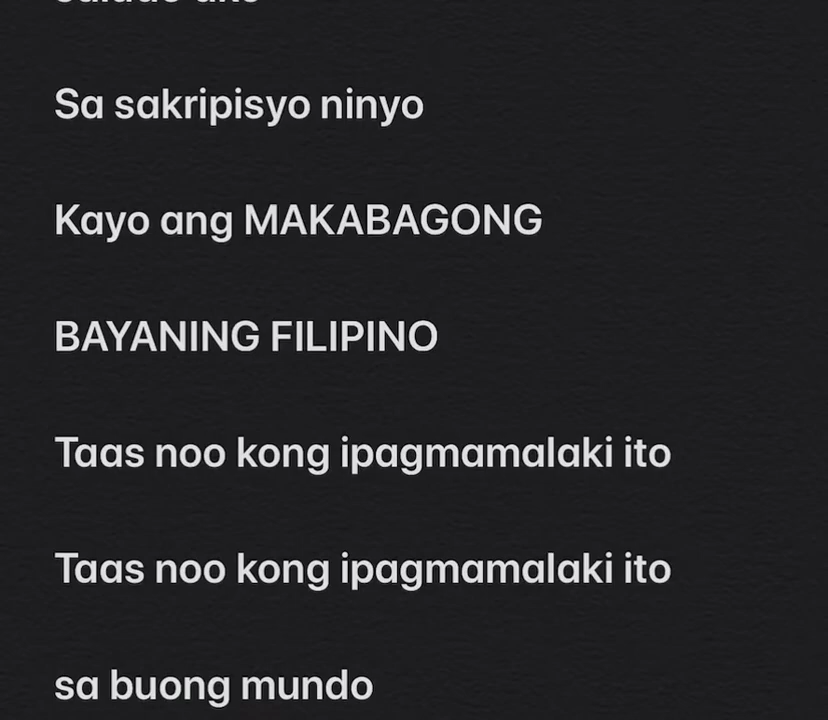 Sa sakripisyo ninyo
Kayo ang MAKABAGONG
BAYANING FILIPINO
Taas noo kong ipagmamalaki ito
Taas noo kong ipagmamalaki ito
sa buong mundo